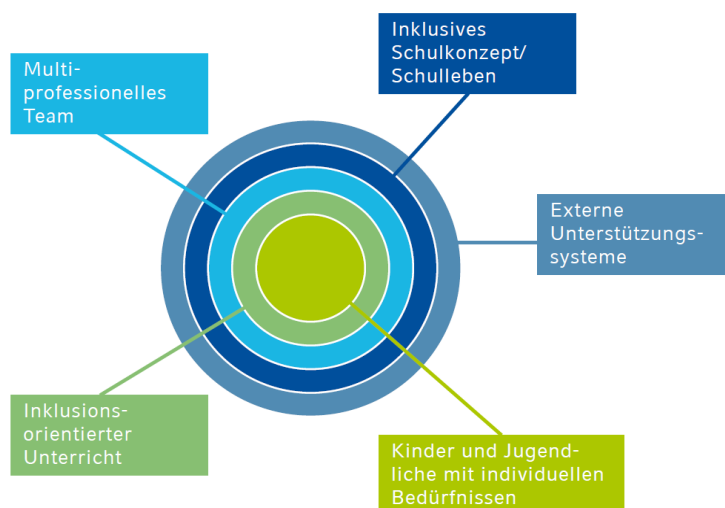 Multi-
professionelles
Team
Inklusives
Schulkonzept/
Schulleben
Externe
Unterstützungs-
systeme
Inklusions-
orientierter
Unterricht
Kinder und Jugend-
liche mit individuellen
Bedürfnissen